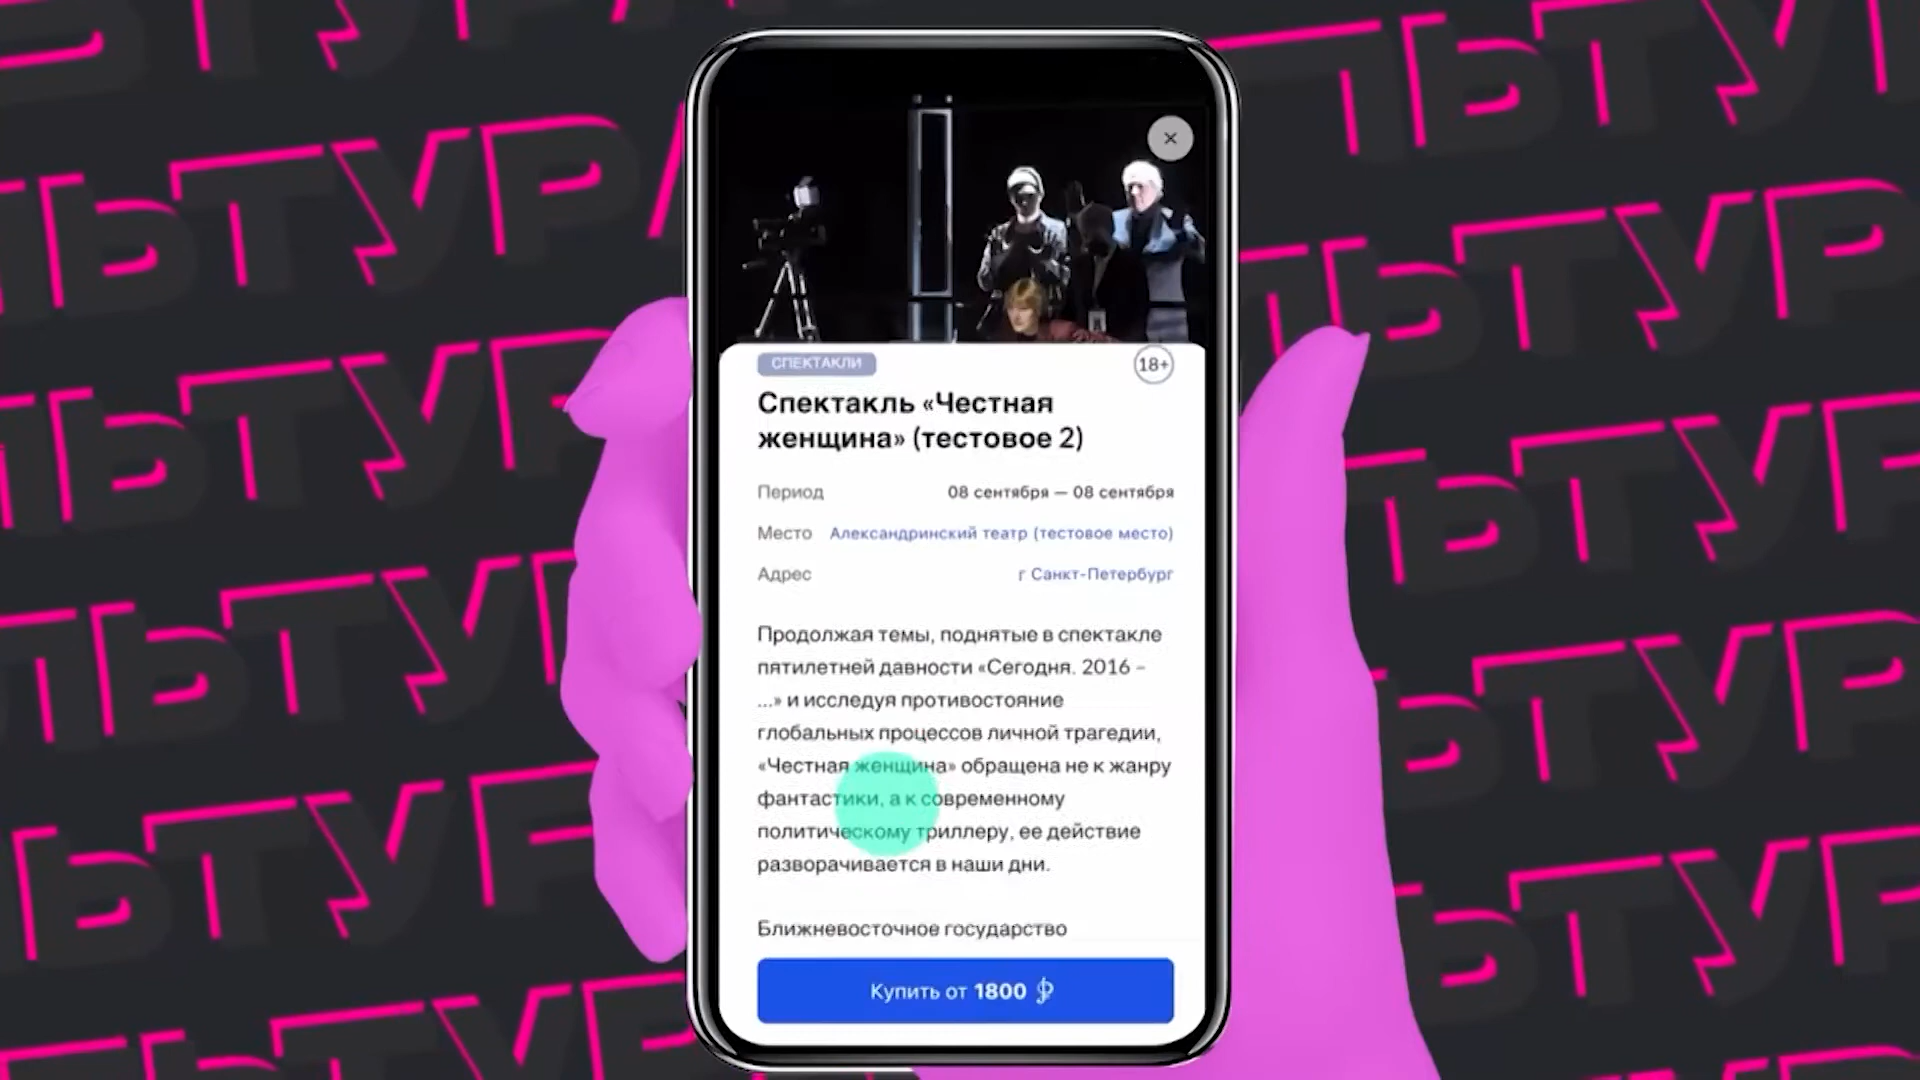 СПЕКТАКЛИ
18+
Спектакль «Честная
женщина» (тестовое 2)
Период 08 сентября — 08 сентября
Место Александринский театр (тестовое место)
Адрес г Санкт-Петербург
Продолжая темы, поднятые в спектакле
пятилетней давности «Сегодня. 2016 –
...» и исследуя противостояние
глобальных процессов личной трагедии,
«Честная женщина» обращена не к жанру
фантастики, а к современному
политическому триллеру, ее действие
разворачивается в наши дни.
Ближневосточное государство
Купить от 1800 ₽